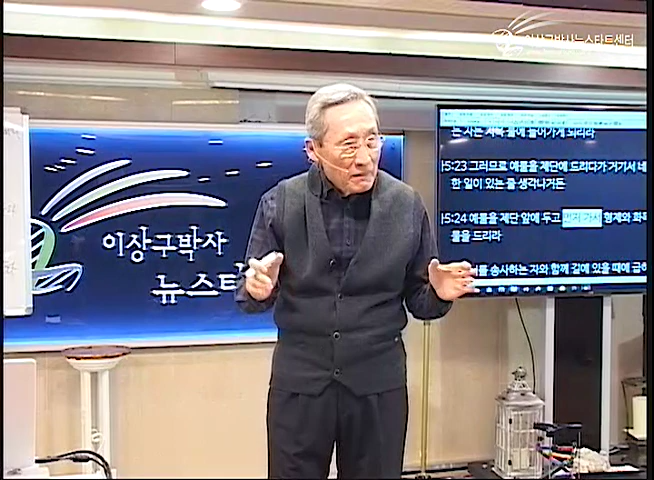 이상구박사뉴스타트센터
이상구박사
뉴스타
는 자는 지옥 불에 들어가게 되리라
5:23 그러므로 예물을 제단에 드리다가 거기서 네
한 일이 있는 줄 생각나거든
5:24 예물을 제단 앞에 두고 먼저 가서 형제와 화목
물을 드리라
를 송사하는 자와 함께 길에 있을 때에 급히